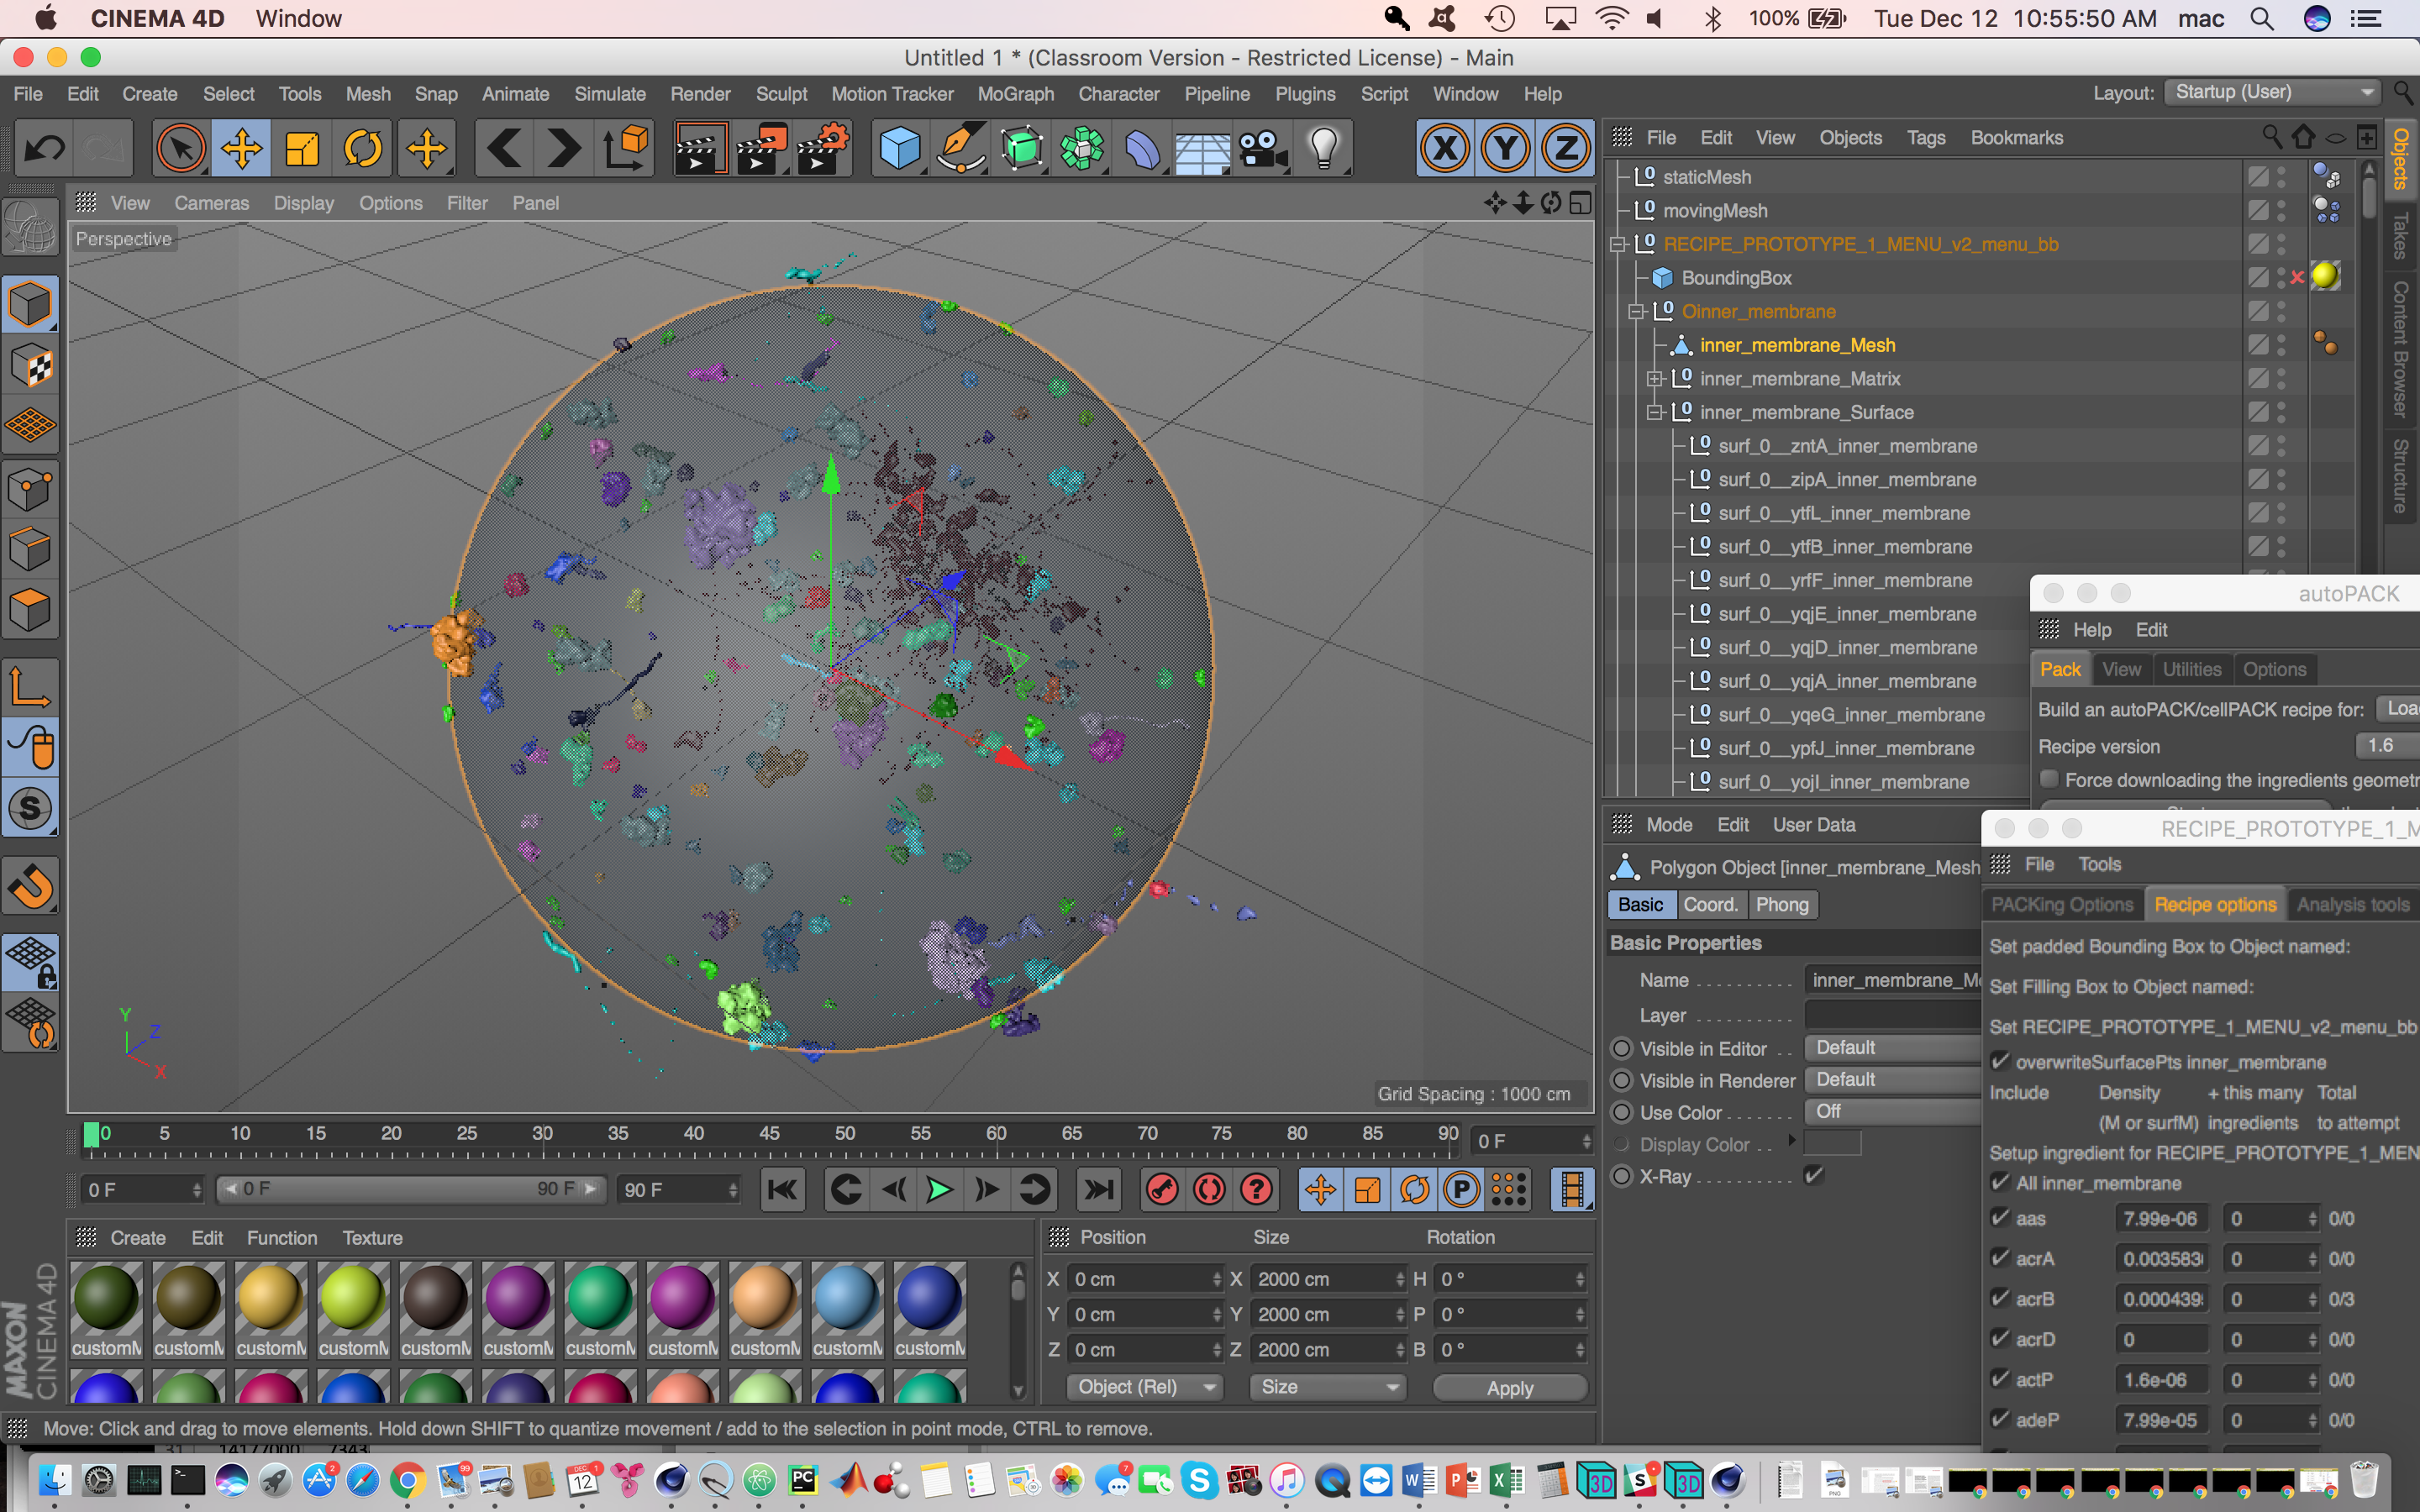 CINEMA 4D Window 100% Tue Dec 12 10:55:50 AM mac
Untitled 1 * (Classroom Version - Restricted License) - Main
File Edit Create Select Tools Mesh Snap Animate Simulate Render Sculpt Motion Tracker MoGraph Character Pipeline Plugins Script Window Help Layout: Startup (User)
X Y Z
File Edit View Objects Tags Bookmarks
Objects
Takes
Content Browser
Structure
View Cameras Display Options Filter Panel
Perspective
staticMesh
movingMesh
RECIPE_PROTOTYPE_1_MENU_v2_menu_bb
BoundingBox
Oinner_membrane
inner_membrane_Mesh
inner_membrane_Matrix
inner_membrane_Surface
surf_0__zntA_inner_membrane
surf_0__zipA_inner_membrane
surf_0__ytfL_inner_membrane
surf_0__ytfB_inner_membrane
surf_0__yrfF_inner_membrane
surf_0__yqjE_inner_membrane
surf_0__yqjD_inner_membrane
surf_0__yqjA_inner_membrane
surf_0__yqeG_inner_membrane
surf_0__ypfJ_inner_membrane
surf_0__yojI_inner_membrane
autoPACK
Help Edit
Pack View Utilities Options
Build an autoPACK/cellPACK recipe for: Loa
Recipe version 1.6
Force downloading the ingredients geometr
Mode Edit User Data
Polygon Object [inner_membrane_Mesh
Basic Coord. Phong
Basic Properties
Name inner_membrane_M
Layer
Visible in Editor Default
Visible in Renderer Default
Use Color Off
Display Color
X-Ray
RECIPE_PROTOTYPE_1_M
File Tools
PACKing Options Recipe options Analysis tools
Set padded Bounding Box to Object named:
Set Filling Box to Object named:
Set RECIPE_PROTOTYPE_1_MENU_v2_menu_bb
overwriteSurfacePts inner_membrane
Include Density + this many Total
(M or surfM) ingredients to attempt
Setup ingredient for RECIPE_PROTOTYPE_1_MEN
All inner_membrane
aas 7.99e-06 0 0/0
acrA 0.003583 0 0/0
acrB 0.000439 0 0/3
acrD 0 0 0/0
actP 1.6e-06 0 0/0
adeP 7.99e-05 0 0/0
Y Z X
Grid Spacing : 1000 cm
0 5 10 15 20 25 30 35 40 45 50 55 60 65 70 75 80 85 90 0 F
0 F 0 F 90 F 90 F
Create Edit Function Texture
customM customM customM customM customM customM customM customM customM customM customM
Position Size Rotation
X 0 cm X 2000 cm H 0 °
Y 0 cm Y 2000 cm P 0 °
Z 0 cm Z 2000 cm B 0 °
Object (Rel) Size Apply
MAXON
CINEMA 4D
Move: Click and drag to move elements. Hold down SHIFT to quantize movement / add to the selection in point mode, CTRL to remove.
31 14177000 7343